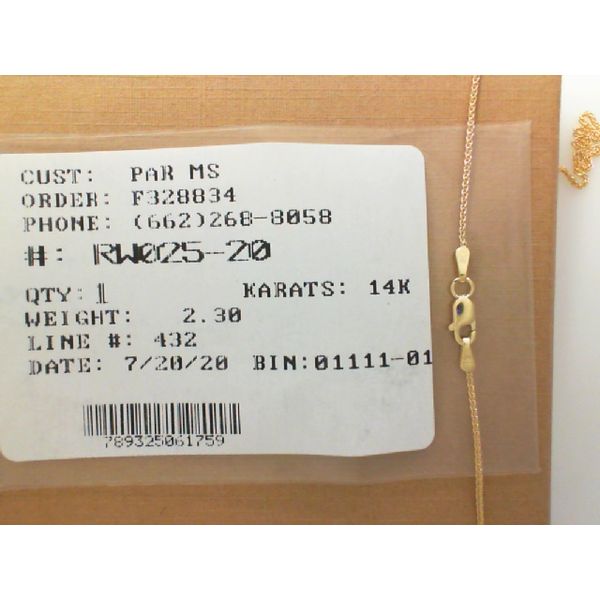 CUST: PAR MS
ORDER: F328834
PHONE: (662)268-8058
#: RW025-20
QTY: 1 KARATS: 14K
WEIGHT: 2.30
LINE #: 432
DATE: 7/20/20 BIN:01111-01
789325061759